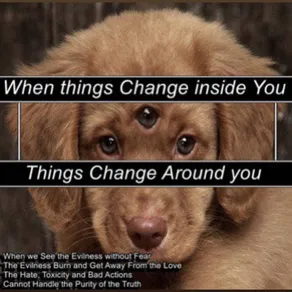 When things Change inside You
Things Change Around you
When we See the Evilness without Fear
The Evilness Burn and Get Away From the Love
The Hate, Toxicity and Bad Actions
Cannot Handle the Purity of the Truth